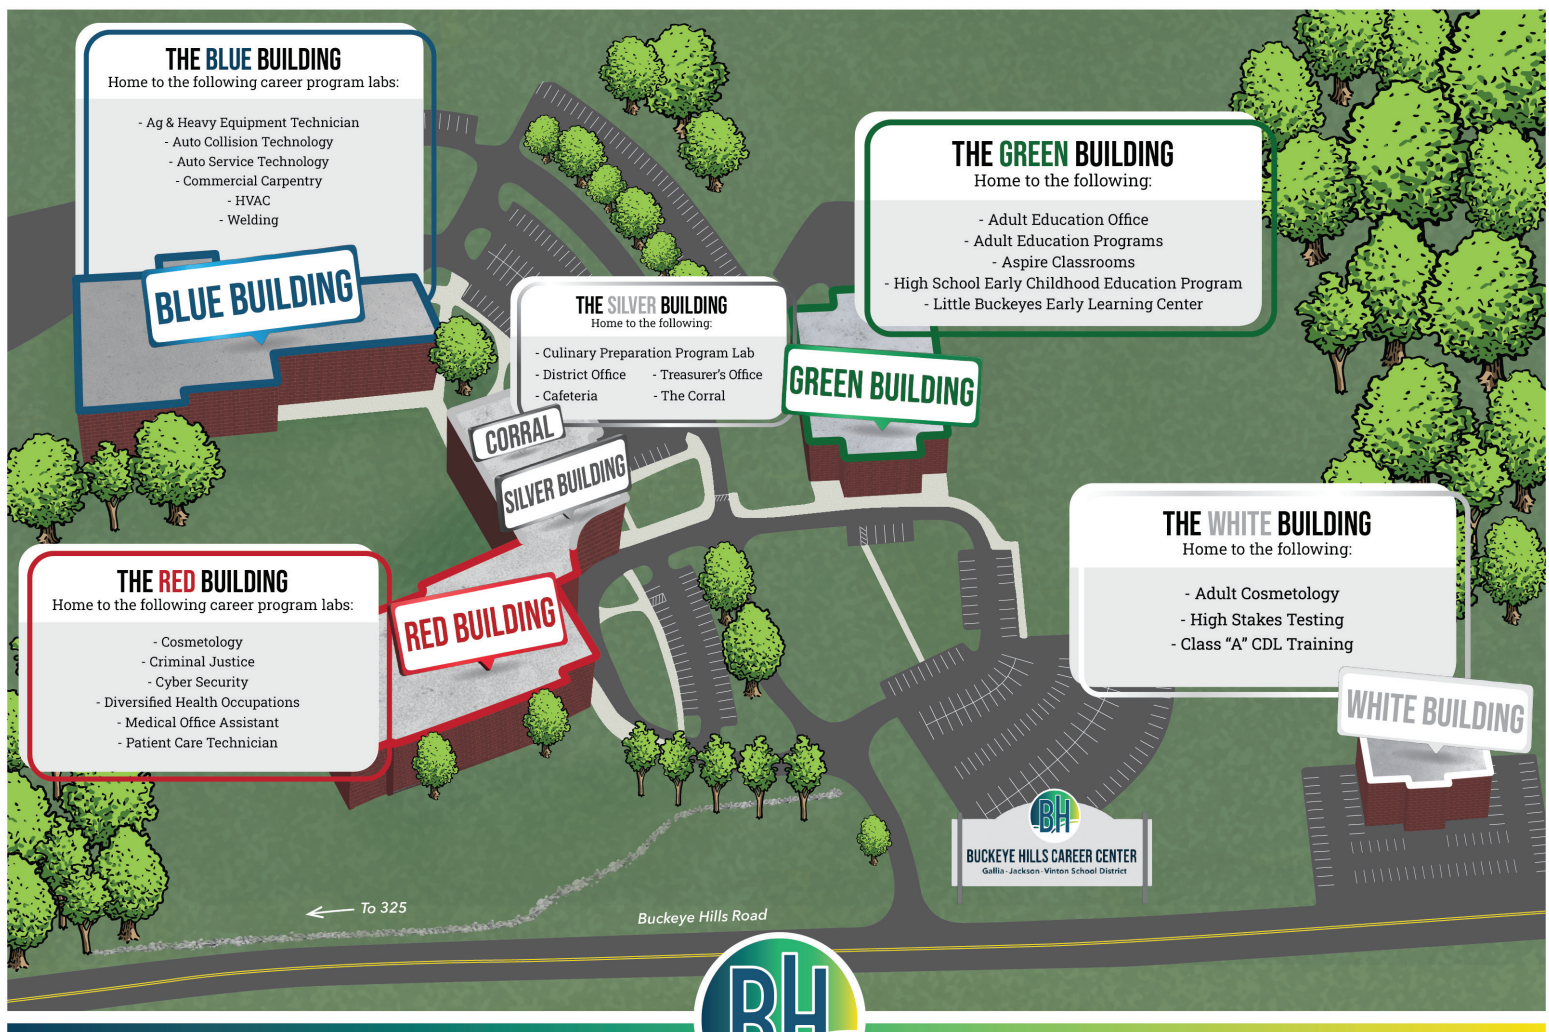 THE BLUE BUILDING
Home to the following career program labs:
- Ag & Heavy Equipment Technician
- Auto Collision Technology
- Auto Service Technology
- Commercial Carpentry
- HVAC
- Welding
BLUE BUILDING
THE GREEN BUILDING
Home to the following:
- Adult Education Office
- Adult Education Programs
- Aspire Classrooms
- High School Early Childhood Education Program
- Little Buckeyes Early Learning Center
GREEN BUILDING
THE SILVER BUILDING
Home to the following:
- Culinary Preparation Program Lab
- District Office - Treasurer's Office
- Cafeteria - The Corral
CORRAL
SILVER BUILDING
THE RED BUILDING
Home to the following career program labs:
- Cosmetology
- Criminal Justice
- Cyber Security
- Diversified Health Occupations
- Medical Office Assistant
- Patient Care Technician
RED BUILDING
THE WHITE BUILDING
Home to the following:
- Adult Cosmetology
- High Stakes Testing
- Class “A” CDL Training
WHITE BUILDING
BH
BUCKEYE HILLS CAREER CENTER
Gallia-Jackson-Vinton School District
To 325
Buckeye Hills Road
BH